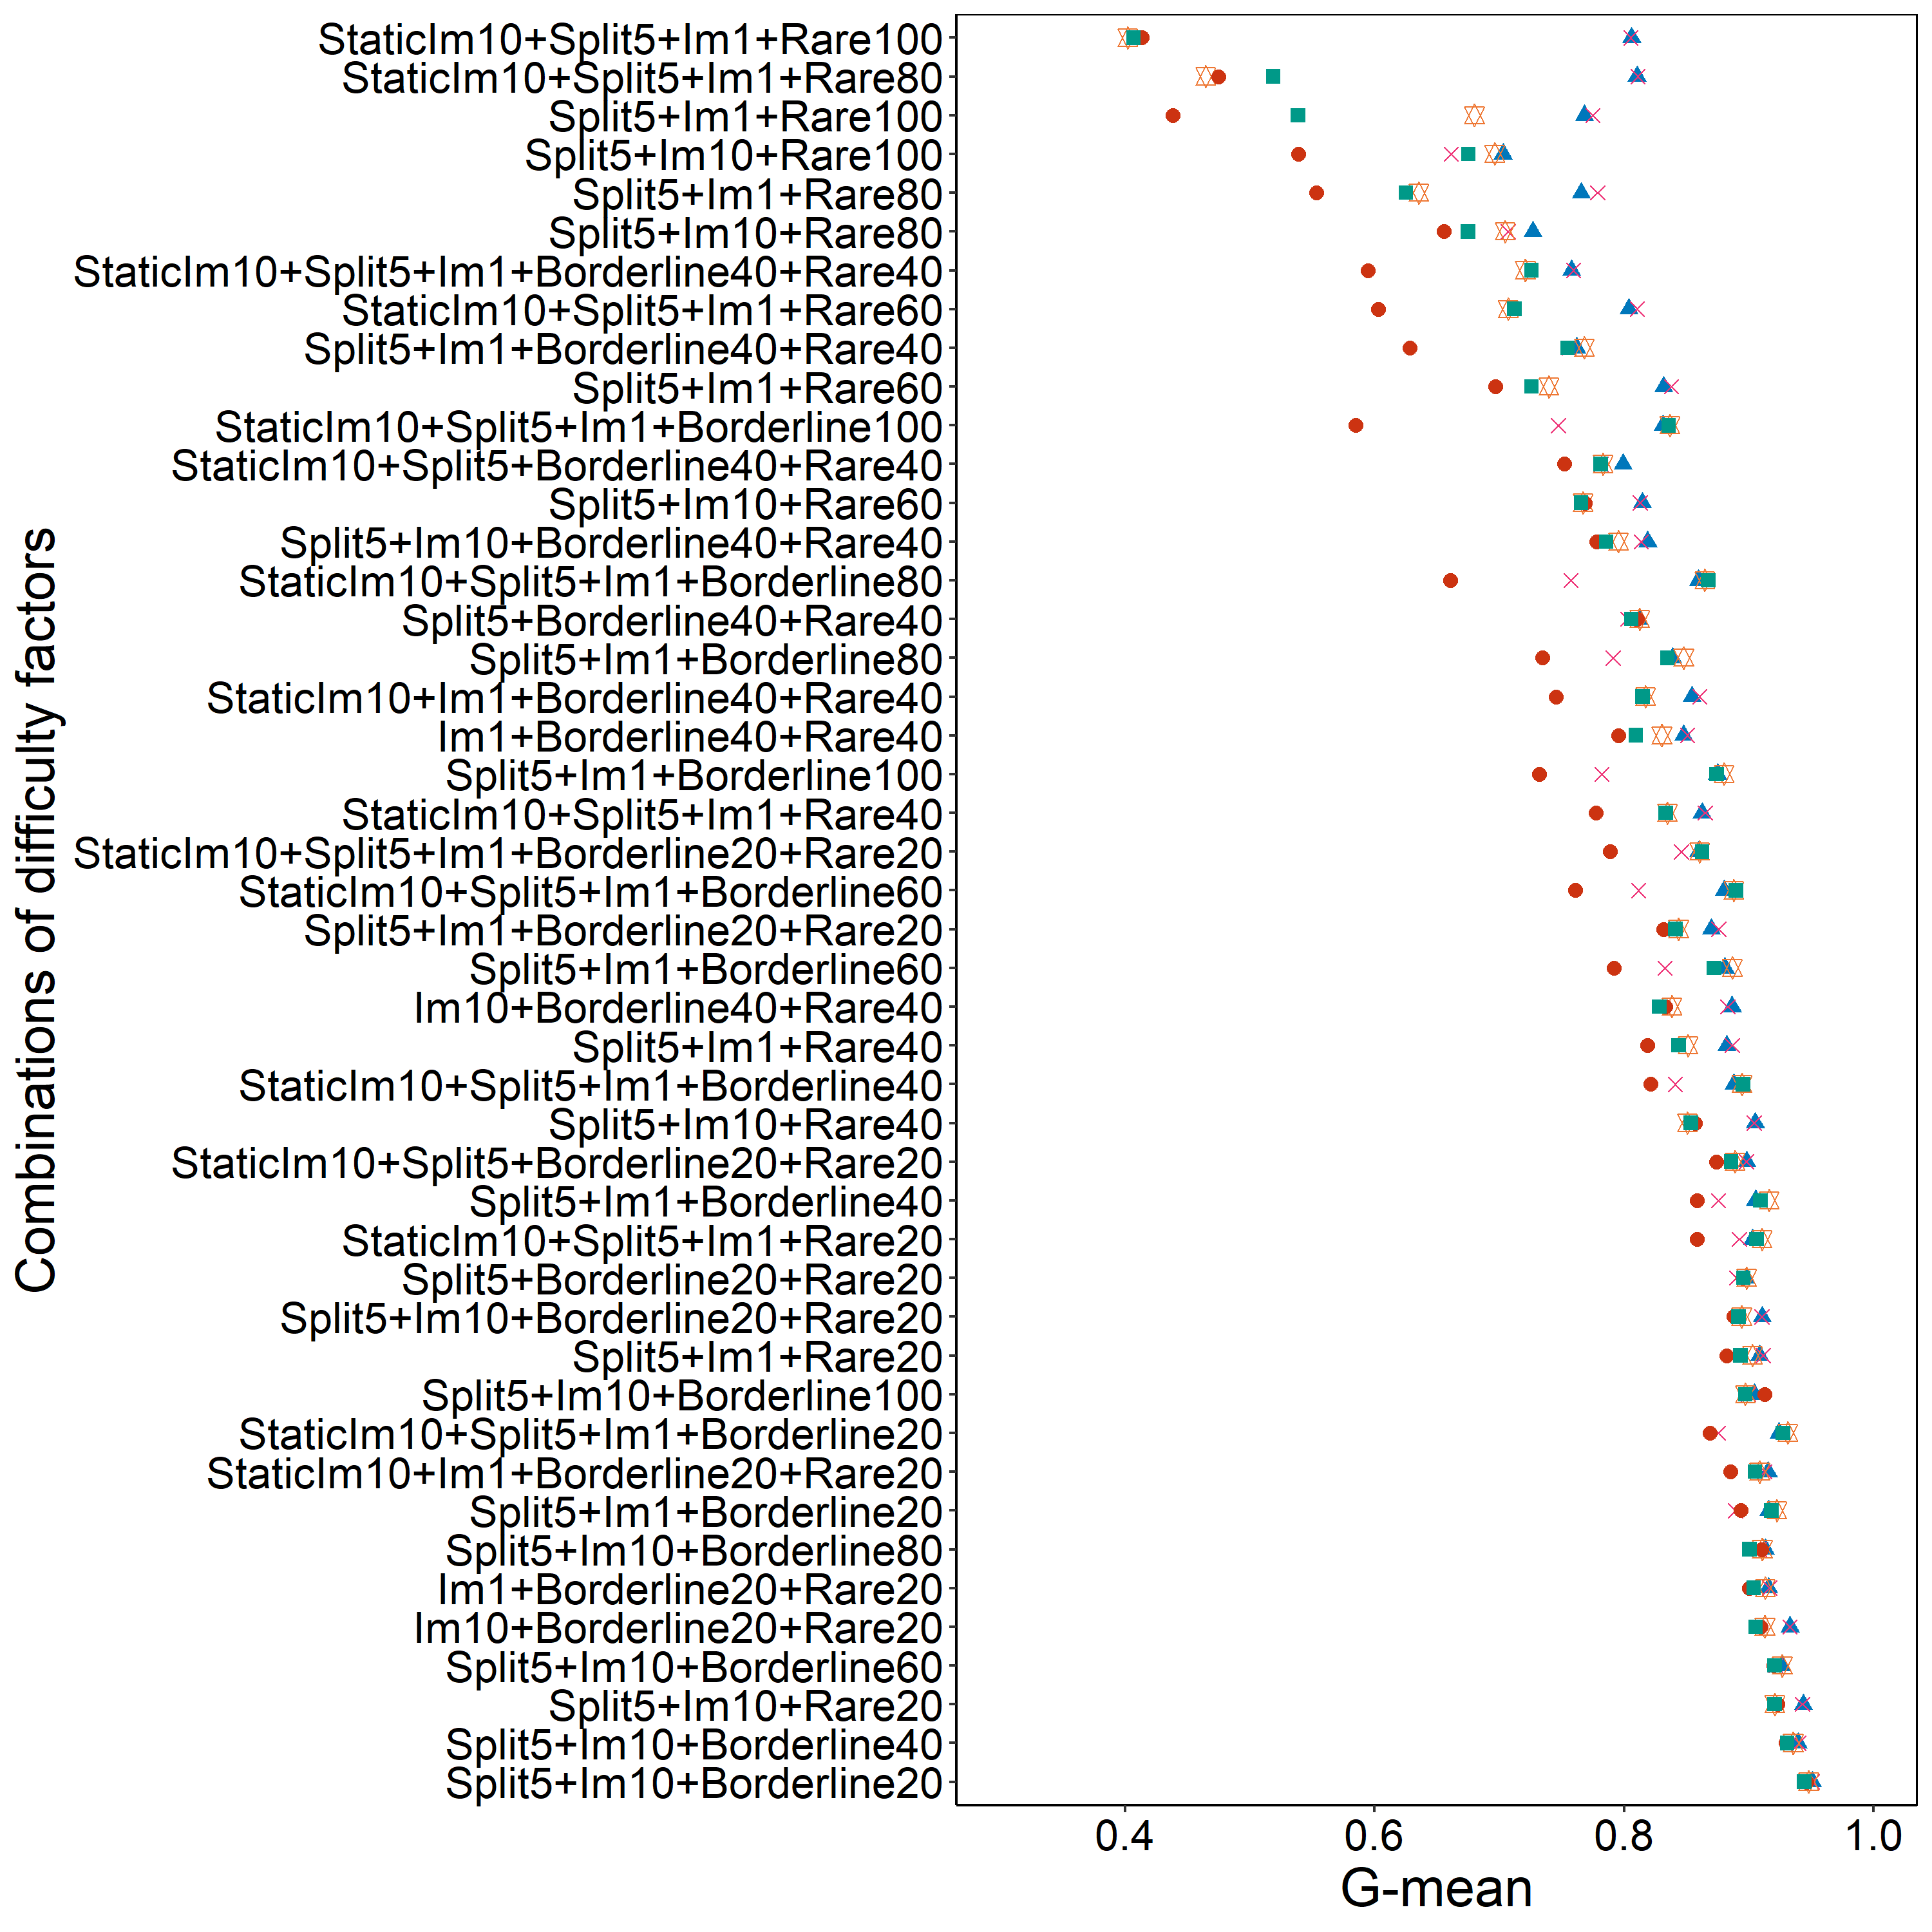 Combinations of difficulty factors
StaticIm10+Split5+Im1+Rare100
StaticIm10+Split5+Im1+Rare80
Split5+Im1+Rare100
Split5+Im10+Rare100
Split5+Im1+Rare80
Split5+Im10+Rare80
StaticIm10+Split5+Im1+Borderline40+Rare40
StaticIm10+Split5+Im1+Rare60
Split5+Im1+Borderline40+Rare40
Split5+Im1+Rare60
StaticIm10+Split5+Im1+Borderline100
StaticIm10+Split5+Borderline40+Rare40
Split5+Im10+Rare60
Split5+Im10+Borderline40+Rare40
StaticIm10+Split5+Im1+Borderline80
Split5+Borderline40+Rare40
Split5+Im1+Borderline80
StaticIm10+Im1+Borderline40+Rare40
Im1+Borderline40+Rare40
Split5+Im1+Borderline100
StaticIm10+Split5+Im1+Rare40
StaticIm10+Split5+Im1+Borderline20+Rare20
StaticIm10+Split5+Im1+Borderline60
Split5+Im1+Borderline20+Rare20
Split5+Im1+Borderline60
Im10+Borderline40+Rare40
Split5+Im1+Rare40
StaticIm10+Split5+Im1+Borderline40
Split5+Im10+Rare40
StaticIm10+Split5+Borderline20+Rare20
Split5+Im1+Borderline40
StaticIm10+Split5+Im1+Rare20
Split5+Borderline20+Rare20
Split5+Im10+Borderline20+Rare20
Split5+Im1+Rare20
Split5+Im10+Borderline100
StaticIm10+Split5+Im1+Borderline20
StaticIm10+Im1+Borderline20+Rare20
Split5+Im1+Borderline20
Split5+Im10+Borderline80
Im1+Borderline20+Rare20
Im10+Borderline20+Rare20
Split5+Im10+Borderline60
Split5+Im10+Rare20
Split5+Im10+Borderline40
Split5+Im10+Borderline20
0.4 0.6 0.8 1.0
G-mean